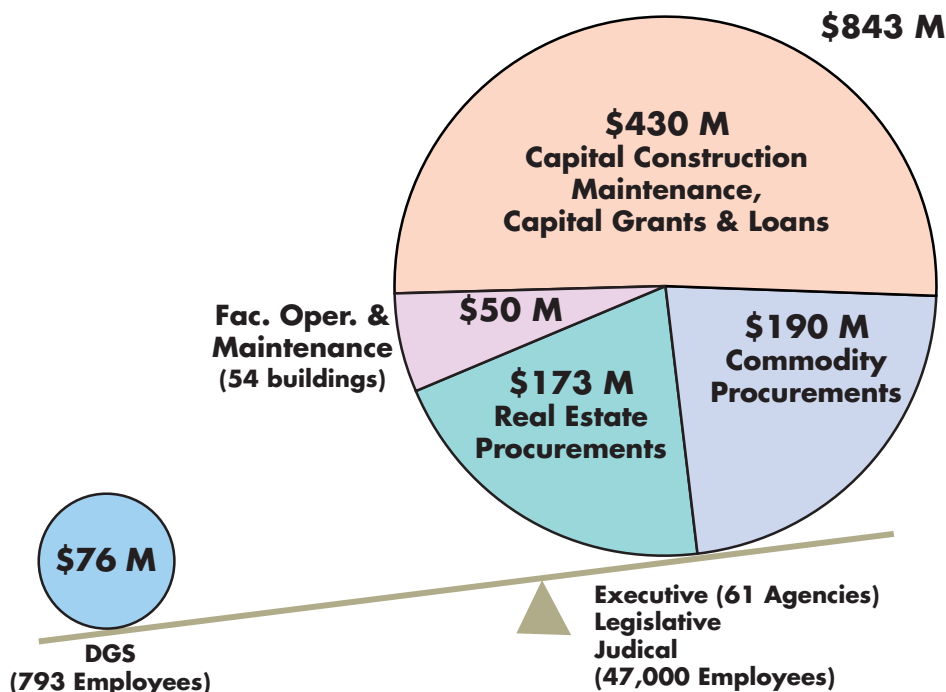 $843 M
$430 M
Capital Construction
Maintenance,
Capital Grants & Loans
Fac. Oper. &
Maintenance
(54 buildings)
$50 M
$190 M
Commodity
Procurements
$173 M
Real Estate
Procurements
$76 M
DGS
(793 Employees)
Executive (61 Agencies)
Legislative
Judical
(47,000 Employees)